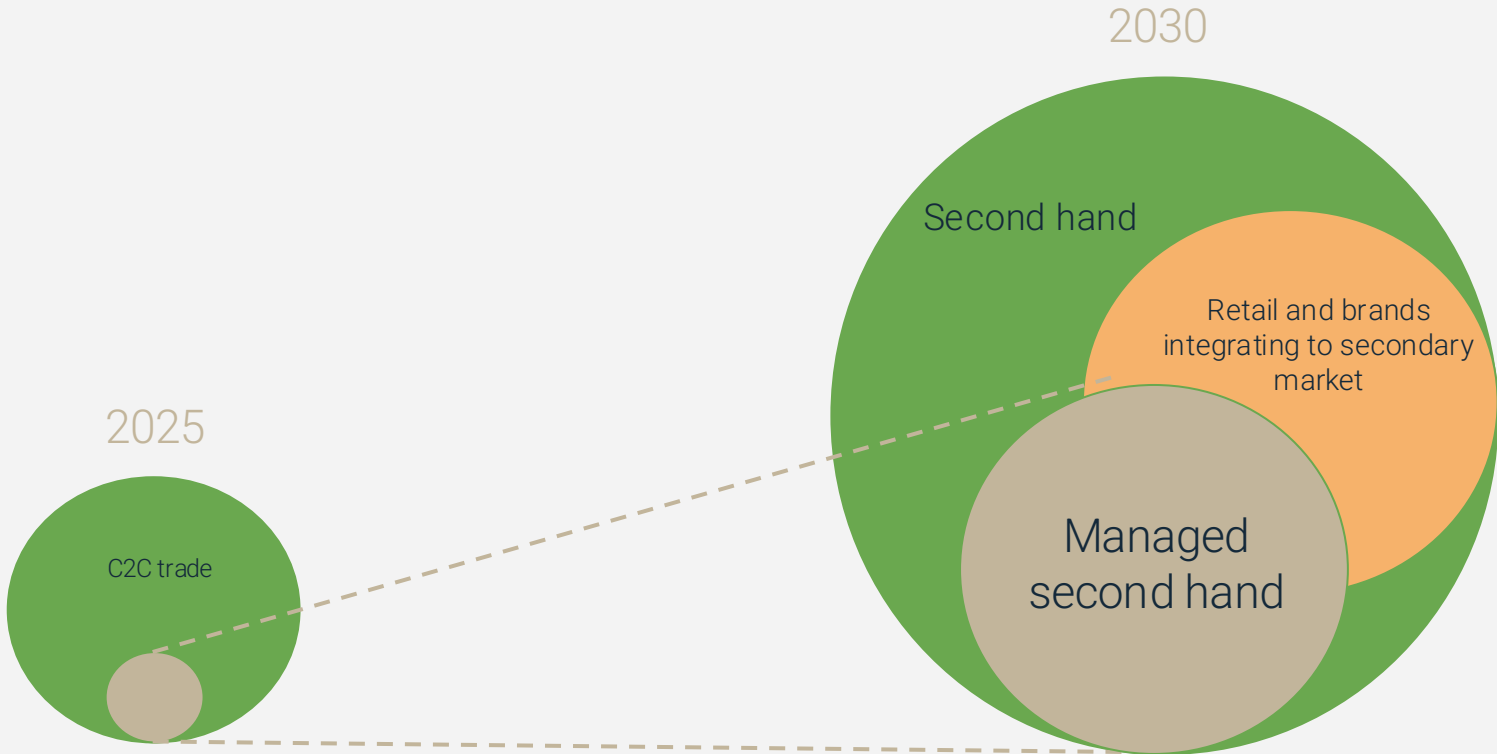 2030
Second hand
Retail and brands
integrating to secondary
market
2025
C2C trade
Managed
second hand